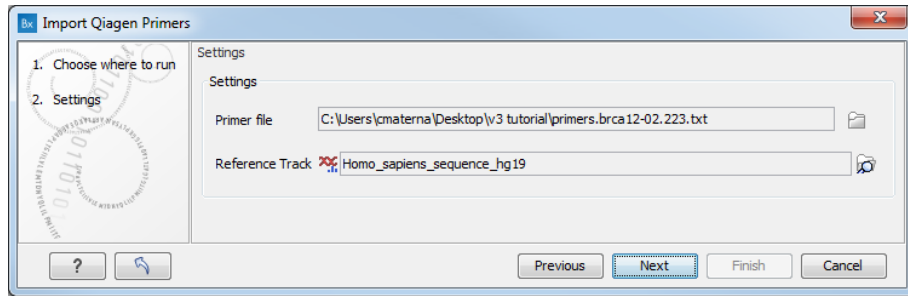 Bx Import Qiagen Primers
X
1. Choose where to run
2. Settings
Settings
Settings
Primer file C:\Users\cmaterna\Desktop\v3 tutorial\primers.brca12-02.223.txt
Reference Track Homo_sapiens_sequence_hg19
? Previous Next Finish Cancel